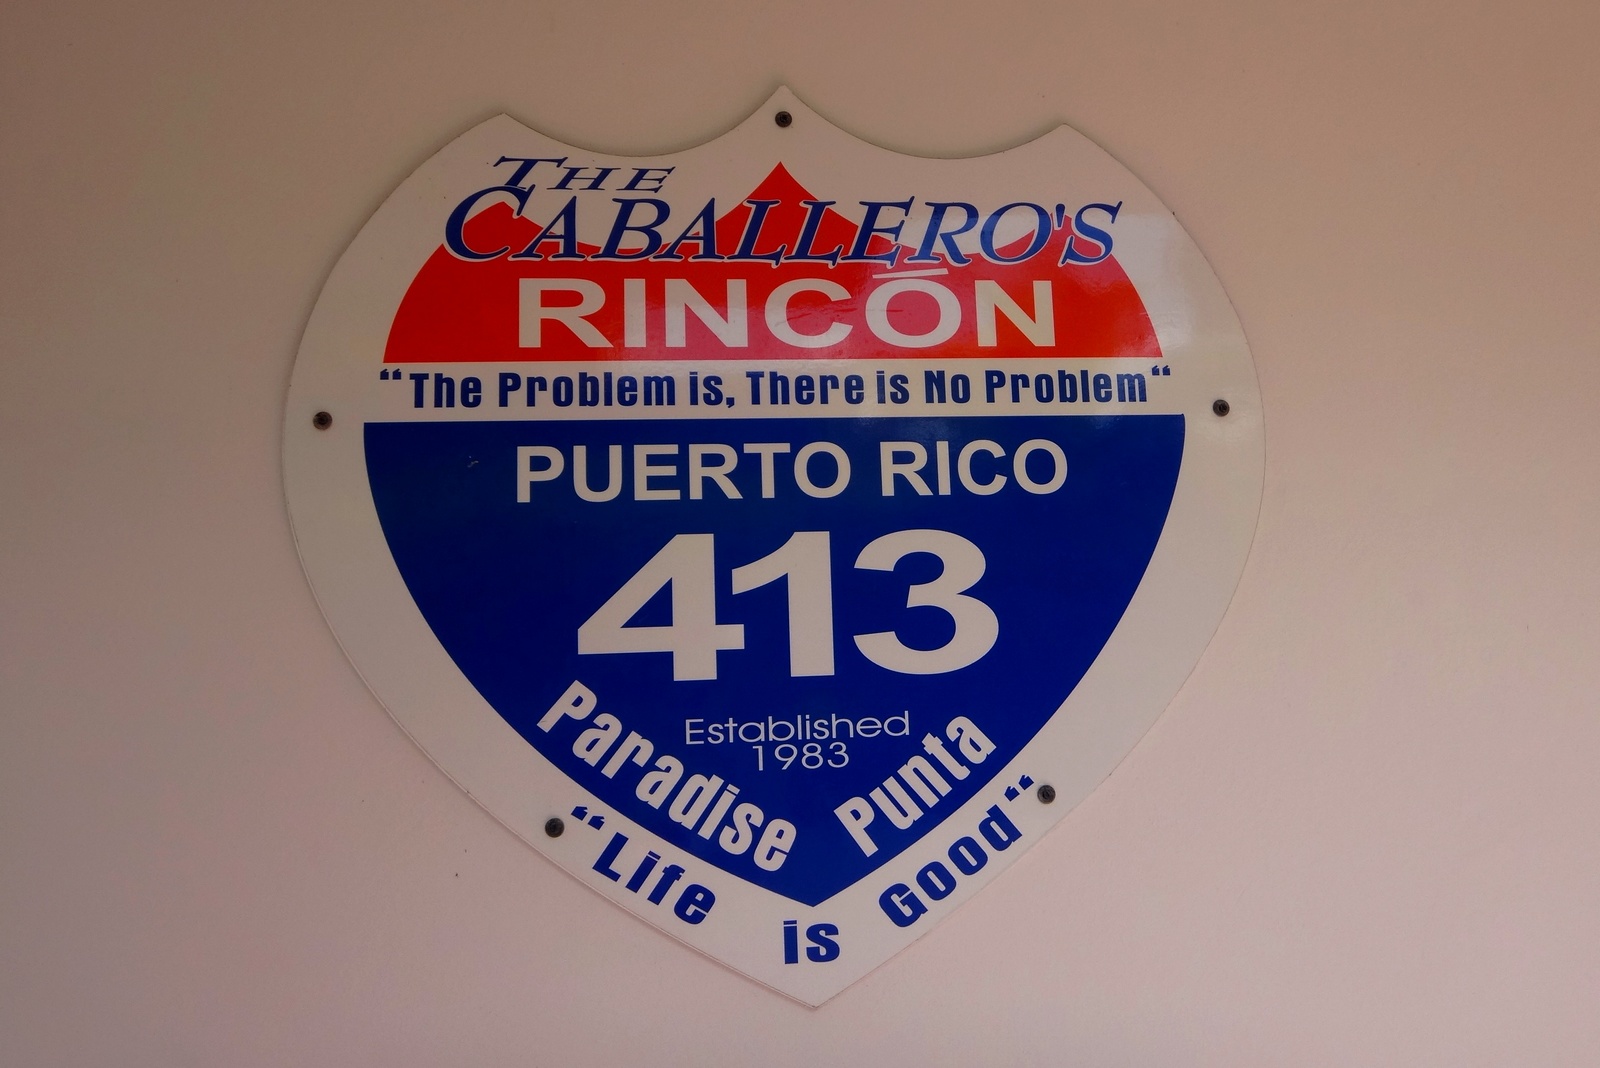 THE
CABALLERO'S
RINCÓN
“The Problem is, There is No Problem“
PUERTO RICO
413
Established
1983
Paradise Punta
“Life is Good“